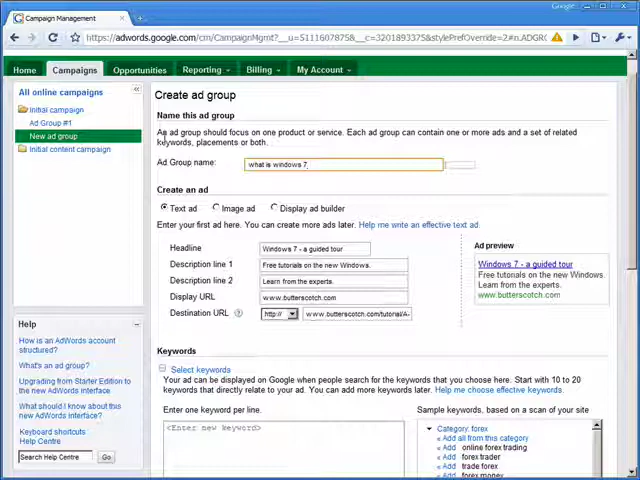 Google
Campaign Management
https://adwords.google.com/cm/CampaignMgmt?__u=5111607875&__c=3201893375&stylePrefOverride=2#n.ADGRO
Home
Campaigns
Opportunities
Reporting
Billing
My Account
All online campaigns
Initial campaign
Ad Group #1
New ad group
Initial content campaign
Help
How is an AdWords account structured?
What's an ad group?
Upgrading from Starter Edition to the new AdWords interface
What should I know about this new AdWords interface?
Keyboard shortcuts
Help Centre
Search Help Centre
Go
Create ad group
Name this ad group
An ad group should focus on one product or service. Each ad group can contain one or more ads and a set of related
keywords, placements or both.
Ad Group name:
what is windows 7
Create an ad
Text ad
Image ad
Display ad builder
Enter your first ad here. You can create more ads later. Help me write an effective text ad.
Headline
Windows 7 - a guided tour
Description line 1
Free tutorials on the new Windows.
Description line 2
Learn from the experts.
Display URL
www.butterscotch.com
Destination URL
http://
www.butterscotch.com/tutorial/A-
Ad preview
Windows 7 - a guided tour
Free tutorials on the new Windows.
Learn from the experts.
www.butterscotch.com
Keywords
Select keywords
Your ad can be displayed on Google when people search for the keywords that you choose here. Start with 10 to 20
keywords that directly relate to your ad. You can add more keywords later. Help me choose effective keywords.
Enter one keyword per line.
<Enter new keyword>
Sample keywords, based on a scan of your site
Category: forex
« Add all from this category
« Add online forex trading
« Add forex trader
« Add trade forex
« Add forex money